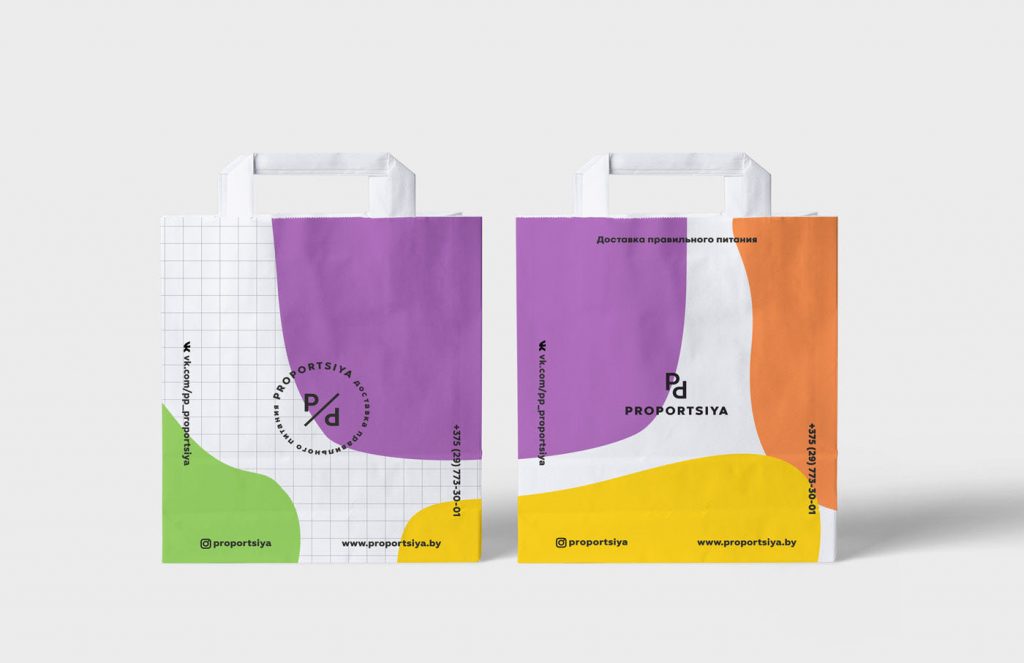 vk.com/pp_proportsiya
PROPORTSIYA доставка правильного питания
P/d
+375 (29) 773-30-01
proportsiya
www.proportsiya.by
Доставка правильного питания
vk.com/pp_proportsiya
Pd
PROPORTSIYA
+375 (29) 773-30-01
proportsiya
www.proportsiya.by